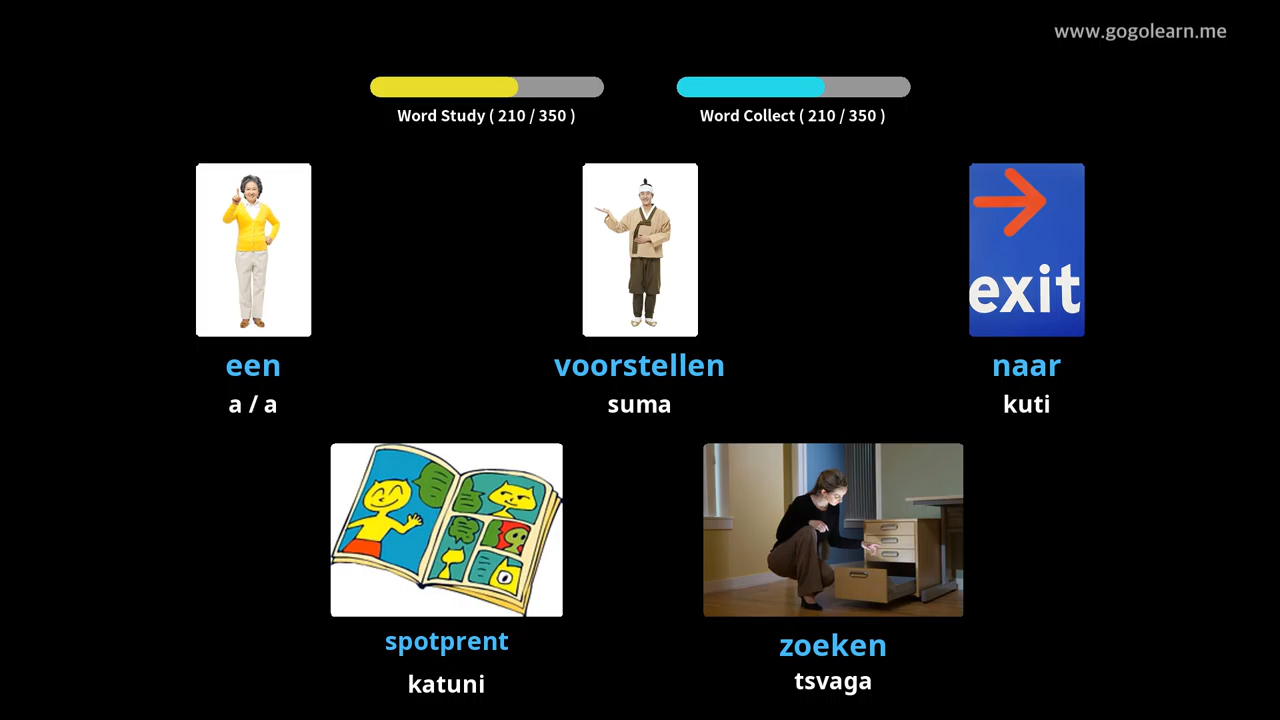 www.gogolearn.me
Word Study ( 210 / 350 )
Word Collect ( 210 / 350 )
exit
een
voorstellen
naar
a / a
suma
kuti
spotprent
zoeken
katuni
tsvaga